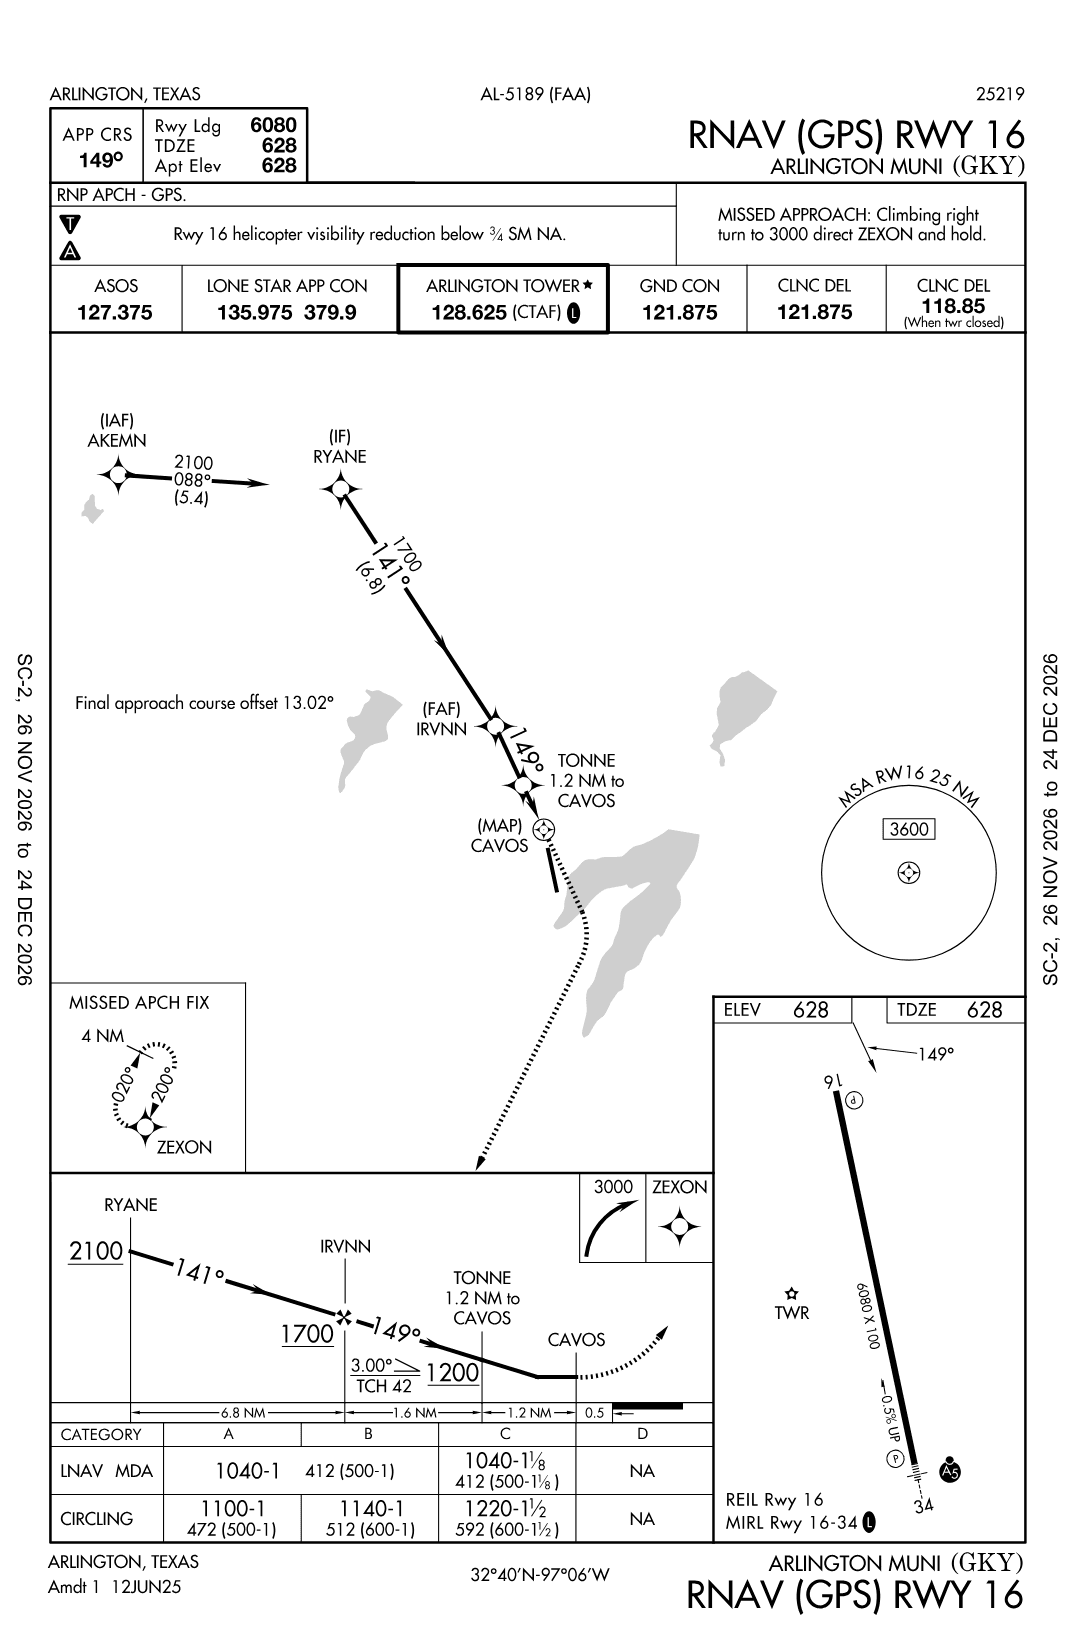 ARLINGTON, TEXAS
AL-5189 (FAA)
25219
APP CRS
149°
Rwy Ldg 6080
TDZE 628
Apt Elev 628
RNAV (GPS) RWY 16
ARLINGTON MUNI (GKY)
RNP APCH - GPS.
T
A
Rwy 16 helicopter visibility reduction below ¾ SM NA.
MISSED APPROACH: Climbing right
turn to 3000 direct ZEXON and hold.
ASOS
127.375
LONE STAR APP CON
135.975 379.9
ARLINGTON TOWER★
128.625 (CTAF) L
GND CON
121.875
CLNC DEL
121.875
CLNC DEL
118.85
(When twr closed)
(IAF)
AKEMN
2100
088°
(5.4)
(IF)
RYANE
1700
141°
(6.8)
Final approach course offset 13.02°
(FAF)
IRVNN
149°
TONNE
1.2 NM to
CAVOS
(MAP)
CAVOS
MSA RW16 25 NM
3600
SC-2, 26 NOV 2026 to 24 DEC 2026
SC-2, 26 NOV 2026 to 24 DEC 2026
MISSED APCH FIX
4 NM
020°
200°
ZEXON
ELEV 628
TDZE 628
149°
16
P
TWR
6080 X 100
0.5% UP
P
A5
34
REIL Rwy 16
MIRL Rwy 16-34 L
RYANE
2100
141°
IRVNN
1700
149°
3.00°
TCH 42
TONNE
1.2 NM to
CAVOS
1200
CAVOS
3000
ZEXON
6.8 NM
1.6 NM
1.2 NM
0.5
CATEGORY A B C D
LNAV MDA 1040-1 412 (500-1) 1040-1⅛ 412 (500-1⅛) NA
CIRCLING 1100-1 472 (500-1) 1140-1 512 (600-1) 1220-1½ 592 (600-1½) NA
ARLINGTON, TEXAS
Amdt 1 12JUN25
32°40'N-97°06'W
ARLINGTON MUNI (GKY)
RNAV (GPS) RWY 16